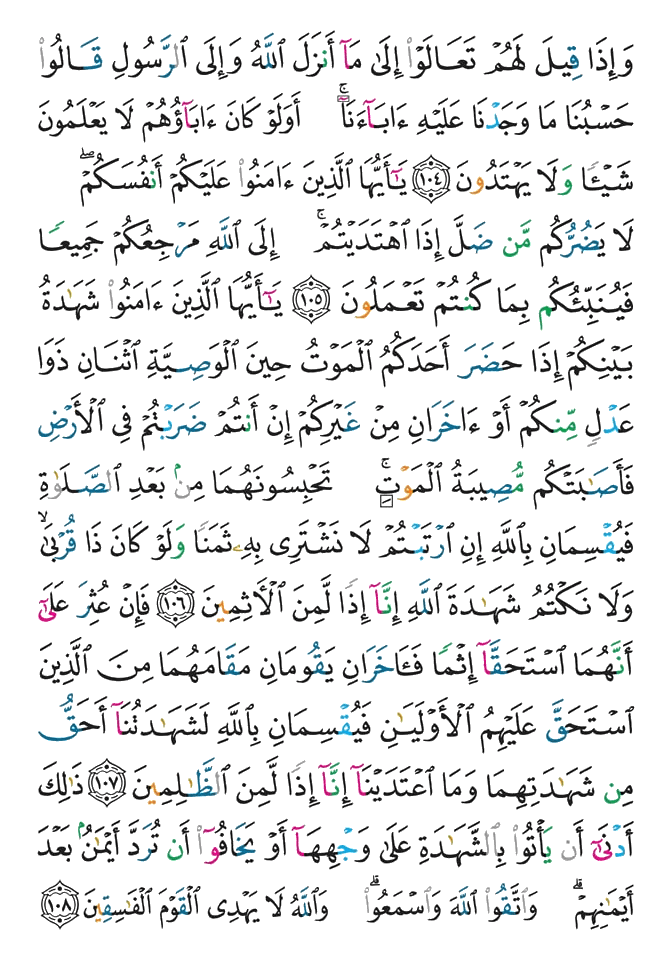 وَإِذَا قِيلَ لَهُمْ تَعَالَوْا۟ إِلَىٰ مَآ أَنزَلَ ٱللَّهُ وَإِلَى ٱلرَّسُولِ قَالُوا۟
حَسْبُنَا مَا وَجَدْنَا عَلَيْهِ ءَابَآءَنَآ ۚ أَوَلَوْ كَانَ ءَابَآؤُهُمْ لَا يَعْلَمُونَ
شَيْـًٔا وَلَا يَهْتَدُونَ ١٠٤ يَـٰٓأَيُّهَا ٱلَّذِينَ ءَامَنُوا۟ عَلَيْكُمْ أَنفُسَكُمْ ۖ
لَا يَضُرُّكُم مَّن ضَلَّ إِذَا ٱهْتَدَيْتُمْ ۚ إِلَى ٱللَّهِ مَرْجِعُكُمْ جَمِيعًا
فَيُنَبِّئُكُم بِمَا كُنتُمْ تَعْمَلُونَ ١٠٥ يَـٰٓأَيُّهَا ٱلَّذِينَ ءَامَنُوا۟ شَهَـٰدَةُ
بَيْنِكُمْ إِذَا حَضَرَ أَحَدَكُمُ ٱلْمَوْتُ حِينَ ٱلْوَصِيَّةِ ٱثْنَانِ ذَوَا
عَدْلٍ مِّنكُمْ أَوْ ءَاخَرَانِ مِنْ غَيْرِكُمْ إِنْ أَنتُمْ ضَرَبْتُمْ فِى ٱلْأَرْضِ
فَأَصَـٰبَتْكُم مُّصِيبَةُ ٱلْمَوْتِ ۚ تَحْبِسُونَهُمَا مِنۢ بَعْدِ ٱلصَّلَوٰةِ
فَيُقْسِمَانِ بِٱللَّهِ إِنِ ٱرْتَبْتُمْ لَا نَشْتَرِى بِهِۦ ثَمَنًا وَلَوْ كَانَ ذَا قُرْبَىٰ ۙ
وَلَا نَكْتُمُ شَهَـٰدَةَ ٱللَّهِ إِنَّآ إِذًا لَّمِنَ ٱلْأَثِمِينَ ١٠٦ فَإِنْ عُثِرَ عَلَىٰٓ
أَنَّهُمَا ٱسْتَحَقَّآ إِثْمًا فَـَٔاخَرَانِ يَقُومَانِ مَقَامَهُمَا مِنَ ٱلَّذِينَ
ٱسْتَحَقَّ عَلَيْهِمُ ٱلْأَوْلَيَـٰنِ فَيُقْسِمَانِ بِٱللَّهِ لَشَهَـٰدَتُنَآ أَحَقُّ
مِن شَهَـٰدَتِهِمَا وَمَا ٱعْتَدَيْنَآ إِنَّآ إِذًا لَّمِنَ ٱلظَّـٰلِمِينَ ١٠٧ ذَٰلِكَ
أَدْنَىٰٓ أَن يَأْتُوا۟ بِٱلشَّهَـٰدَةِ عَلَىٰ وَجْهِهَآ أَوْ يَخَافُوٓا۟ أَن تُرَدَّ أَيْمَـٰنٌۢ بَعْدَ
أَيْمَـٰنِهِمْ ۗ وَٱتَّقُوا۟ ٱللَّهَ وَٱسْمَعُوا۟ ۗ وَٱللَّهُ لَا يَهْدِى ٱلْقَوْمَ ٱلْفَـٰسِقِينَ ١٠٨